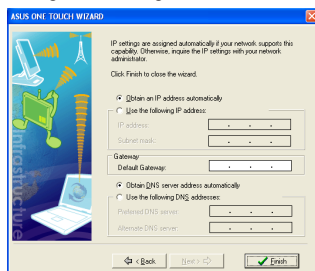 ASUS ONE TOUCH WIZARD
IP settings are assigned automatically if your network supports this
capability. Otherwise, inquire the IP settings with your network
administrator.
Click Finish to close the wizard.
Obtain an IP address automatically
Use the following IP address:
IP address:
Subnet mask:
Gateway
Default Gateway:
Obtain DNS server address automatically
Use the following DNS addresses:
Preferred DNS server:
Alternate DNS server:
Infrastructure
< Back
Next >
Finish